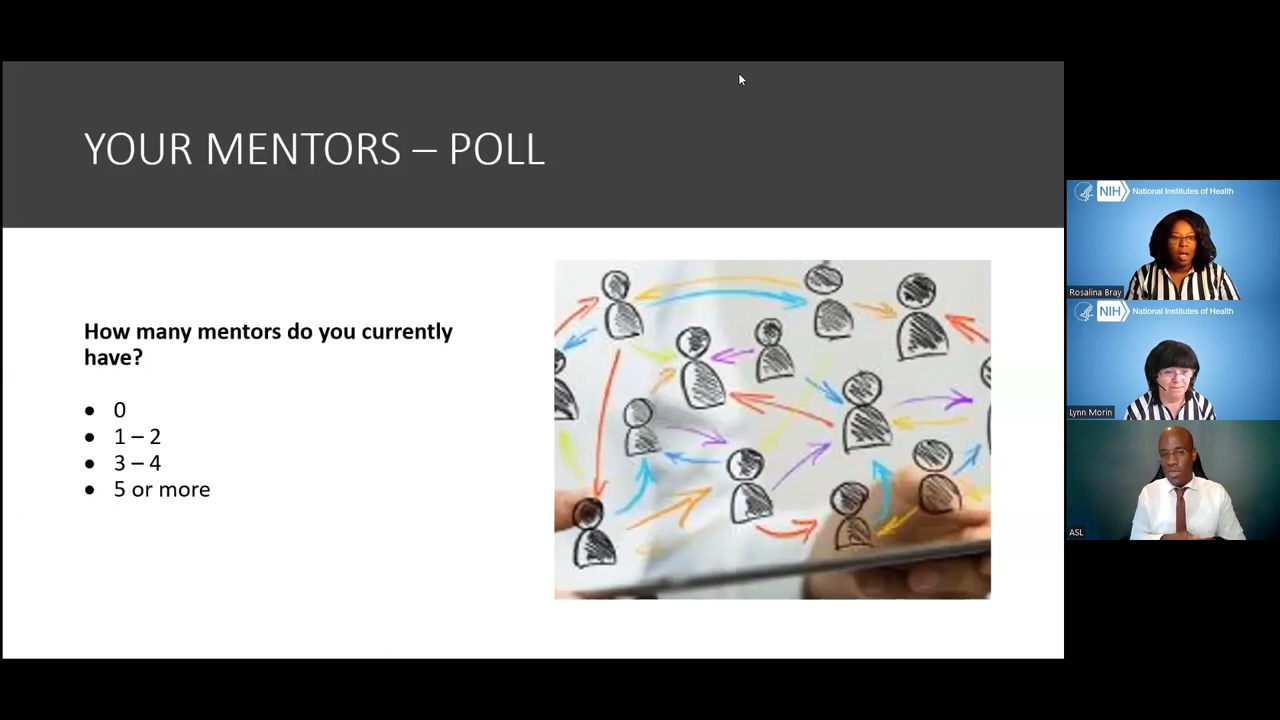 YOUR MENTORS – POLL
How many mentors do you currently
have?
● 0
● 1 – 2
● 3 – 4
● 5 or more
NIH National Institutes of Health
Rosalina Bray
NIH National Institutes of Health
Lynn Morin
ASL